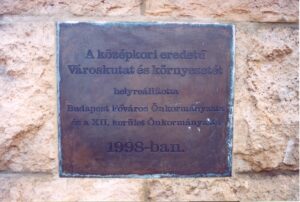 A középkori eredetű
Városkutat és környezetét
helyreállította
Budapest Főváros Önkormányzata
és a XII. kerület Önkormányzata
1998-ban.